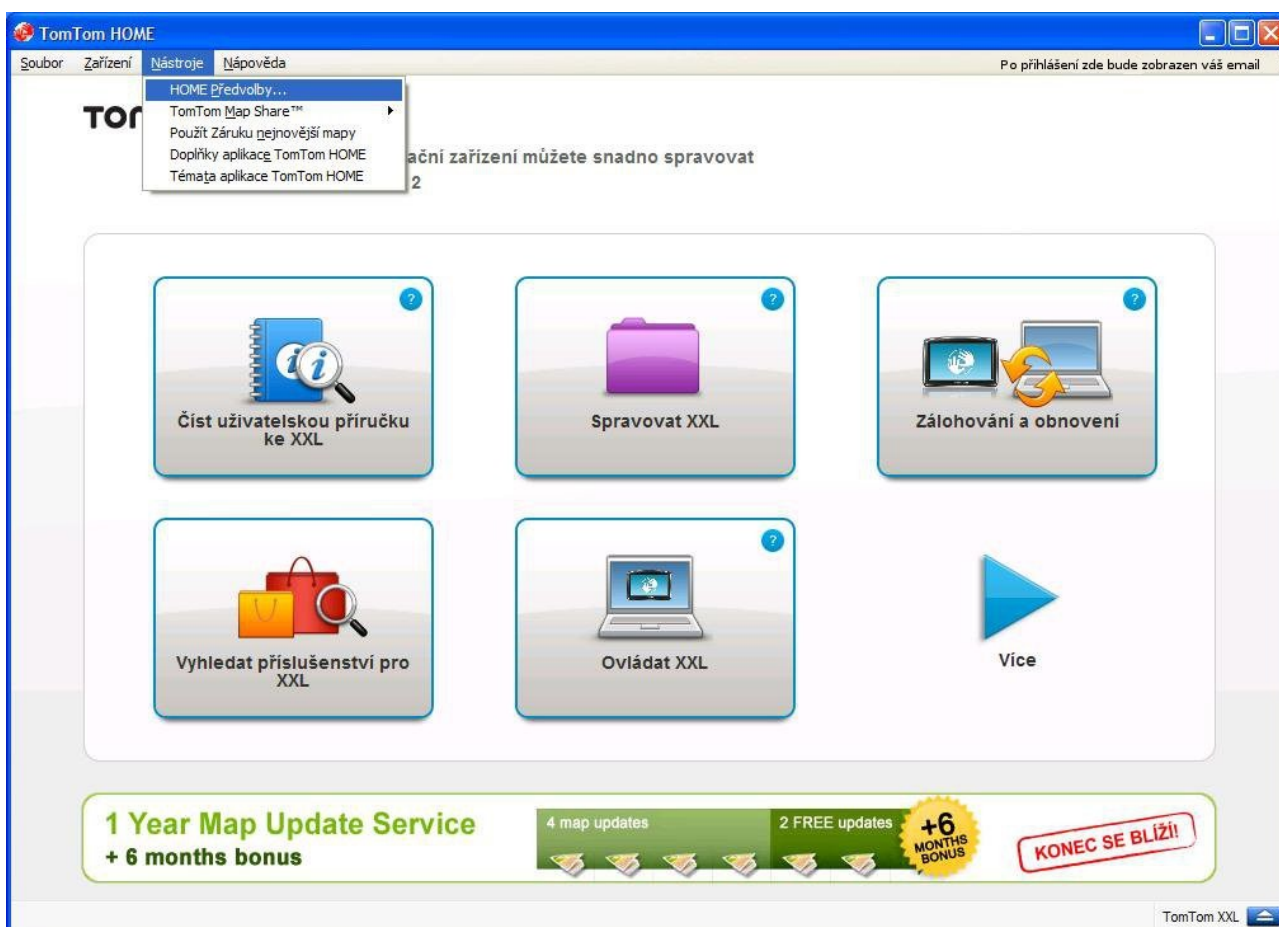 TomTom HOME
Soubor Zařízení Nástroje Nápověda
Po přihlášení zde bude zobrazen váš email
HOME Předvolby...
TomTom Map Share™
Použít Záruku nejnovější mapy
Doplňky aplikace TomTom HOME
Témata aplikace TomTom HOME
ační zařízení můžete snadno spravovat
2
Číst uživatelskou příručku
ke XXL
Spravovat XXL
Zálohování a obnovení
Vyhledat příslušenství pro
XXL
Ovládat XXL
Více
1 Year Map Update Service
+ 6 months bonus
4 map updates
2 FREE updates
+6
MONTHS
BONUS
KONEC SE BLÍŽÍ!
TomTom XXL